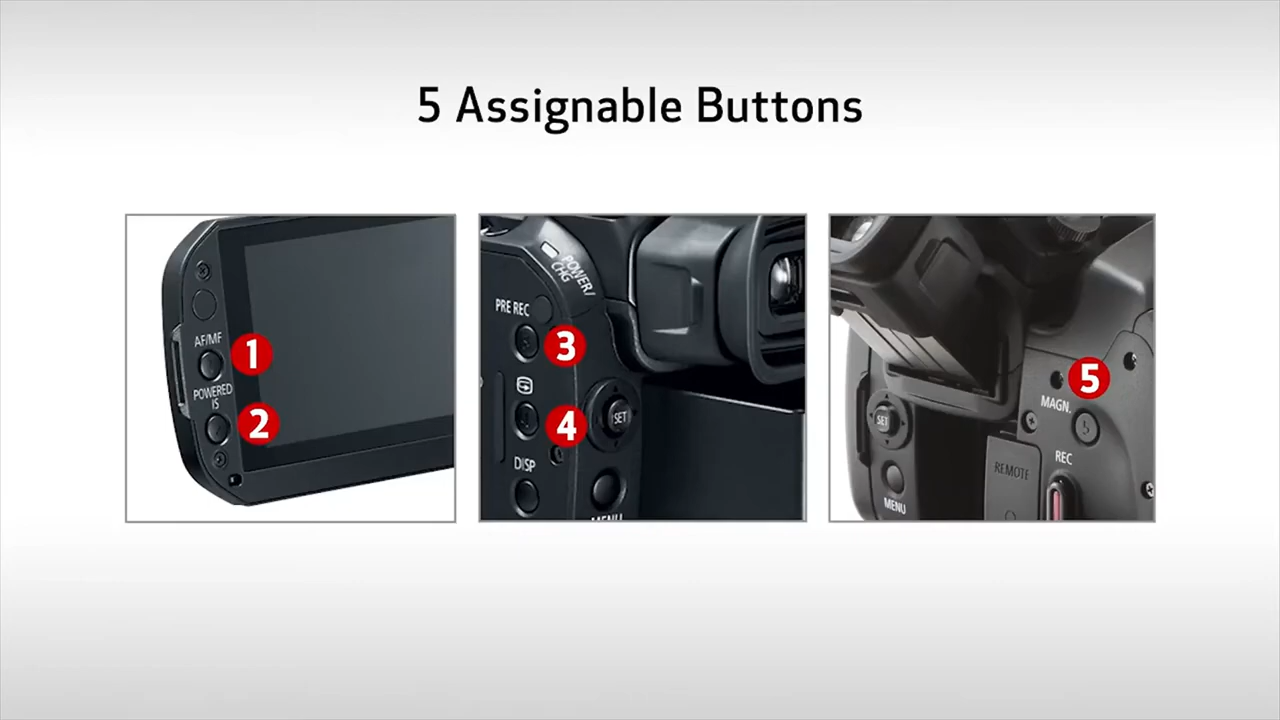 5 Assignable Buttons
AF/MF
1
POWERED
IS
2
POWER/
CHG
PRE REC
3
4
SET
DISP
MENU
5
MAGN.
5
SET
REC
REMOTE
MENU